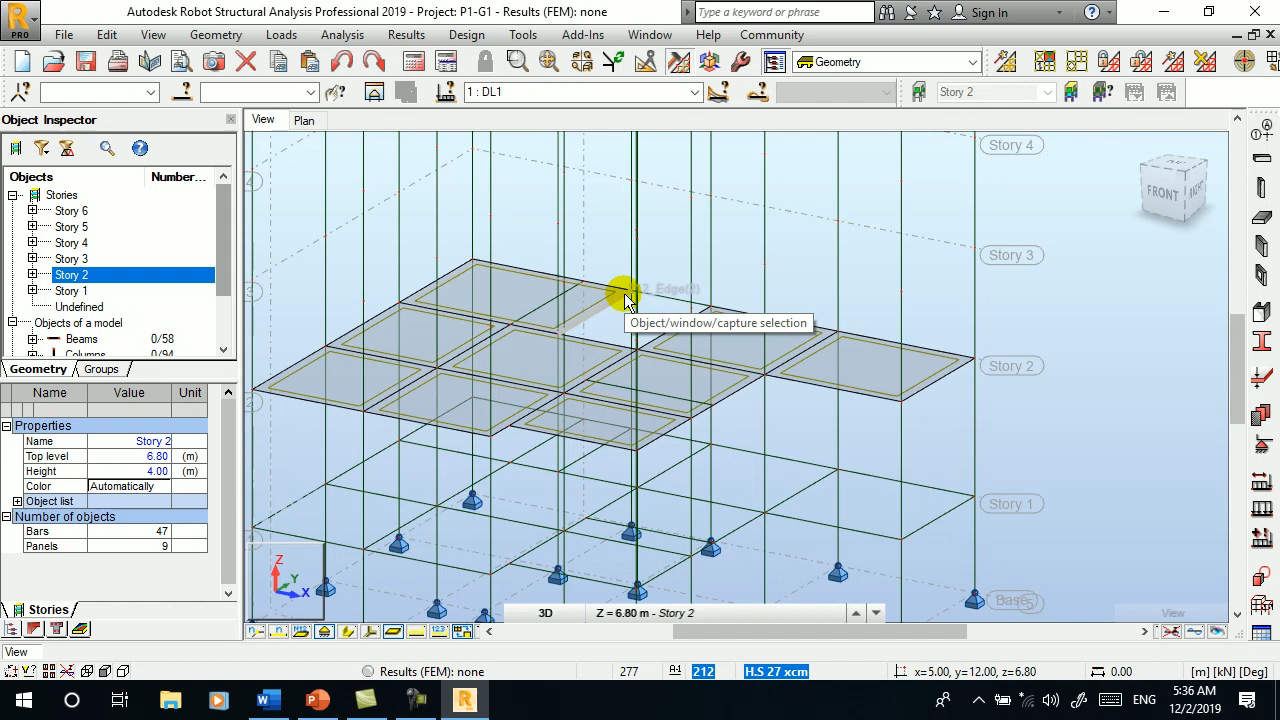 PRO
Autodesk Robot Structural Analysis Professional 2019 - Project: P1-G1 - Results (FEM): none
Type a keyword or phrase
Sign In
File Edit View Geometry Loads Analysis Results Design Tools Add-Ins Window Help Community
Geometry
1 : DL1
Story 2
Object Inspector
View Plan
Objects Number...
Stories
Story 6
Story 5
Story 4
Story 3
Story 2
Story 1
Undefined
Objects of a model
Beams 0/58
Columns 0/94
Geometry Groups
Name Value Unit
Properties
Name Story 2
Top level 6.80 (m)
Height 4.00 (m)
Color Automatically
Object list
Number of objects
Bars 47
Panels 9
Stories
Story 4
Story 3
Story 2
Story 1
Base
FRONT
RIGHT
Object/window/capture selection
Z
Y
X
3D Z = 6.80 m - Story 2
View
View
Results (FEM): none 277 212 H.S 27 xcm x=5.00, y=12.00, z=6.80 0.00 [m] [kN] [Deg]
ENG
5:36 AM
12/2/2019